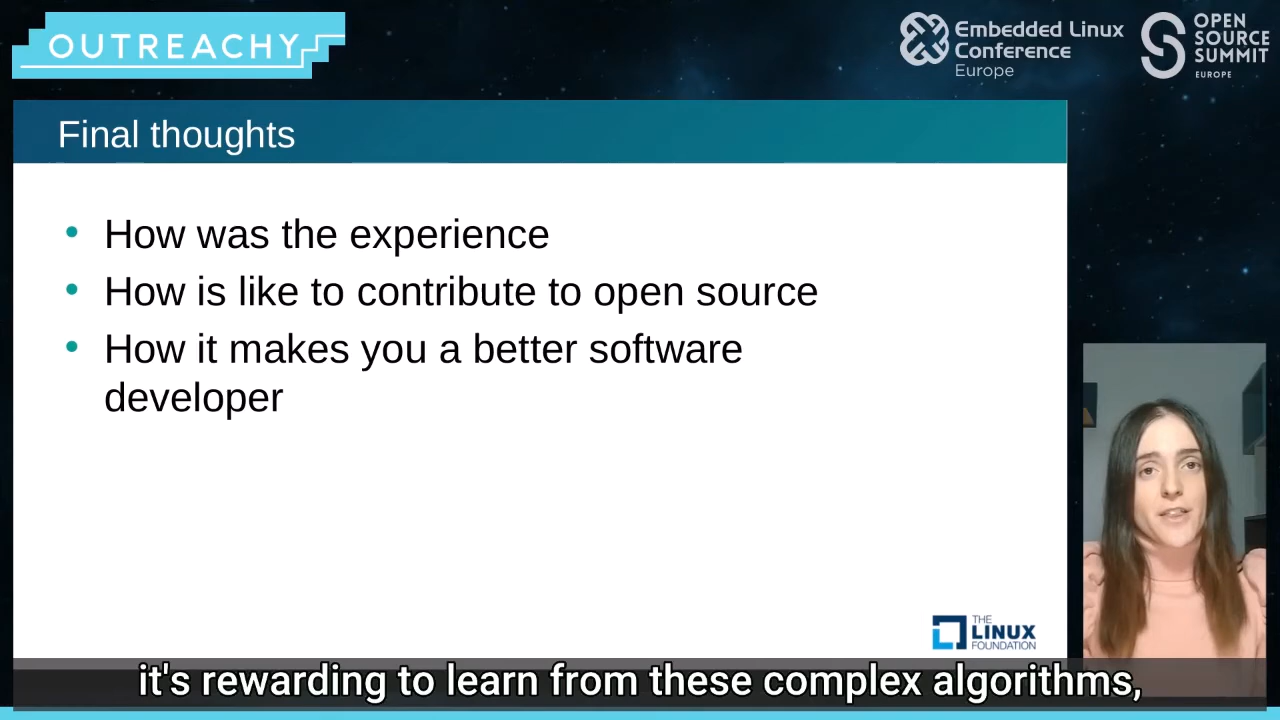 OUTREACHY
Embedded Linux
Conference
Europe
OPEN
SOURCE
SUMMIT
EUROPE
Final thoughts
• How was the experience
• How is like to contribute to open source
• How it makes you a better software
developer
THE
LINUX
FOUNDATION
it's rewarding to learn from these complex algorithms,